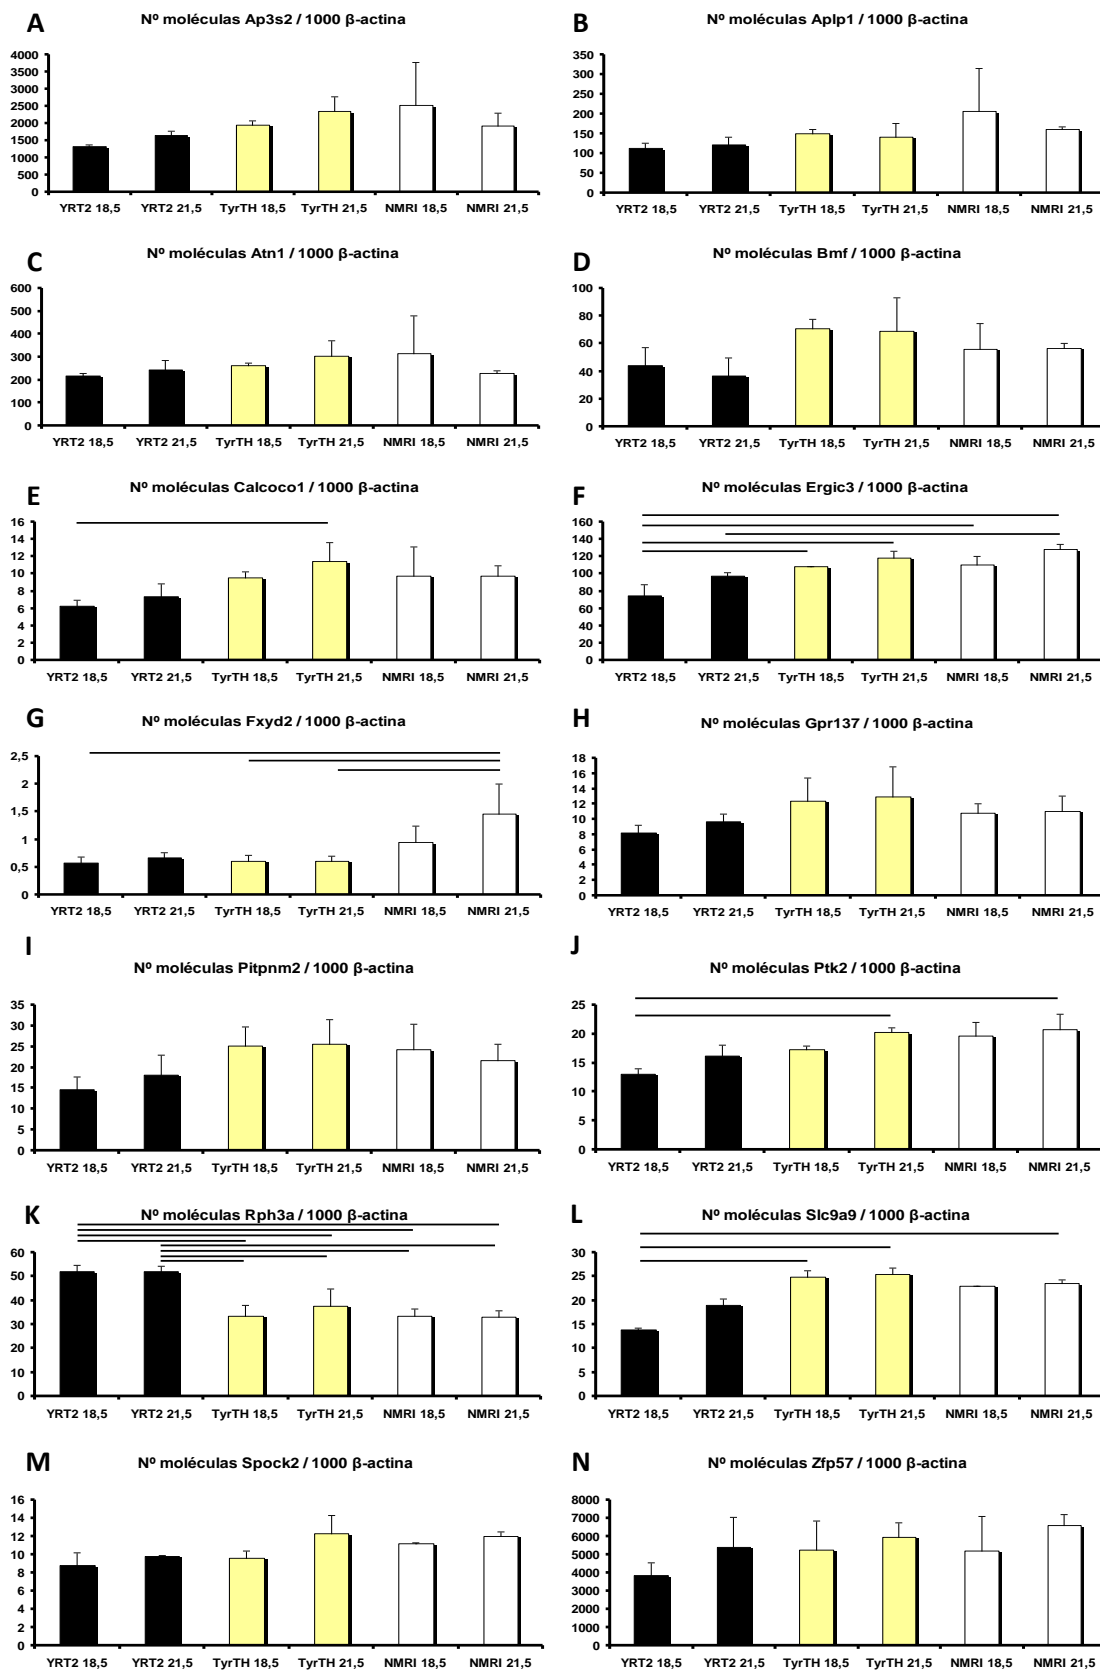 A
Nº moléculas Ap3s2 / 1000 β-actina
4000
3500
3000
2500
2000
1500
1000
500
0
YRT2 18,5 YRT2 21,5 TyrTH 18,5 TyrTH 21,5 NMRI 18,5 NMRI 21,5
B
Nº moléculas Aplp1 / 1000 β-actina
350
300
250
200
150
100
50
0
YRT2 18,5 YRT2 21,5 TyrTH 18,5 TyrTH 21,5 NMRI 18,5 NMRI 21,5
C
Nº moléculas Atn1 / 1000 β-actina
600
500
400
300
200
100
0
YRT2 18,5 YRT2 21,5 TyrTH 18,5 TyrTH 21,5 NMRI 18,5 NMRI 21,5
D
Nº moléculas Bmf / 1000 β-actina
100
80
60
40
20
0
YRT2 18,5 YRT2 21,5 TyrTH 18,5 TyrTH 21,5 NMRI 18,5 NMRI 21,5
E
Nº moléculas Calcoco1 / 1000 β-actina
16
14
12
10
8
6
4
2
0
YRT2 18,5 YRT2 21,5 TyrTH 18,5 TyrTH 21,5 NMRI 18,5 NMRI 21,5
F
Nº moléculas Ergic3 / 1000 β-actina
160
140
120
100
80
60
40
20
0
YRT2 18,5 YRT2 21,5 TyrTH 18,5 TyrTH 21,5 NMRI 18,5 NMRI 21,5
G
Nº moléculas Fxyd2 / 1000 β-actina
2,5
2
1,5
1
0,5
0
YRT2 18,5 YRT2 21,5 TyrTH 18,5 TyrTH 21,5 NMRI 18,5 NMRI 21,5
H
Nº moléculas Gpr137 / 1000 β-actina
18
16
14
12
10
8
6
4
2
0
YRT2 18,5 YRT2 21,5 TyrTH 18,5 TyrTH 21,5 NMRI 18,5 NMRI 21,5
I
Nº moléculas Pitpnm2 / 1000 β-actina
35
30
25
20
15
10
5
0
YRT2 18,5 YRT2 21,5 TyrTH 18,5 TyrTH 21,5 NMRI 18,5 NMRI 21,5
J
Nº moléculas Ptk2 / 1000 β-actina
25
20
15
10
5
0
YRT2 18,5 YRT2 21,5 TyrTH 18,5 TyrTH 21,5 NMRI 18,5 NMRI 21,5
K
Nº moléculas Rph3a / 1000 β-actina
60
50
40
30
20
10
0
YRT2 18,5 YRT2 21,5 TyrTH 18,5 TyrTH 21,5 NMRI 18,5 NMRI 21,5
L
Nº moléculas Slc9a9 / 1000 β-actina
30
25
20
15
10
5
0
YRT2 18,5 YRT2 21,5 TyrTH 18,5 TyrTH 21,5 NMRI 18,5 NMRI 21,5
M
Nº moléculas Spock2 / 1000 β-actina
16
14
12
10
8
6
4
2
0
YRT2 18,5 YRT2 21,5 TyrTH 18,5 TyrTH 21,5 NMRI 18,5 NMRI 21,5
N
Nº moléculas Zfp57 / 1000 β-actina
8000
7000
6000
5000
4000
3000
2000
1000
0
YRT2 18,5 YRT2 21,5 TyrTH 18,5 TyrTH 21,5 NMRI 18,5 NMRI 21,5